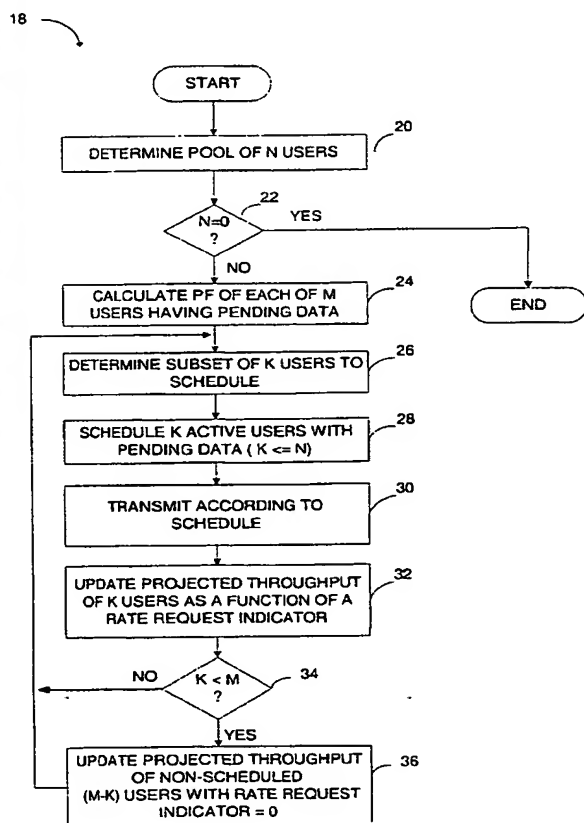 18
START
20
DETERMINE POOL OF N USERS
22
N=0
?
YES
NO
24
CALCULATE PF OF EACH OF M
USERS HAVING PENDING DATA
END
26
DETERMINE SUBSET OF K USERS TO
SCHEDULE
28
SCHEDULE K ACTIVE USERS WITH
PENDING DATA ( K <= N)
30
TRANSMIT ACCORDING TO
SCHEDULE
32
UPDATE PROJECTED THROUGHPUT
OF K USERS AS A FUNCTION OF A
RATE REQUEST INDICATOR
NO
K < M
?
34
YES
36
UPDATE PROJECTED THROUGHPUT
OF NON-SCHEDULED
(M-K) USERS WITH RATE REQUEST
INDICATOR = 0